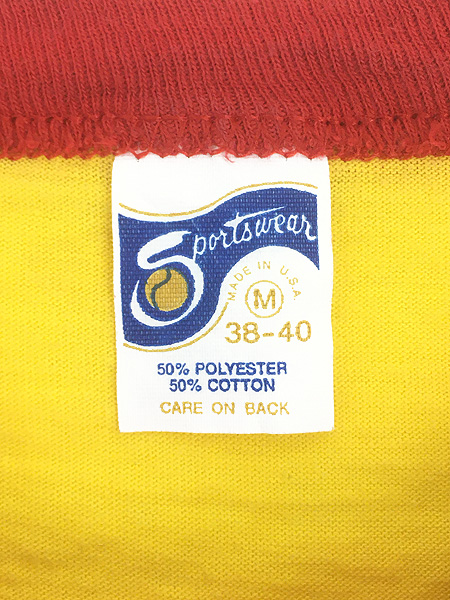 Sportswear
MADE IN U.S.A
M
38-40
50% POLYESTER
50% COTTON
CARE ON BACK